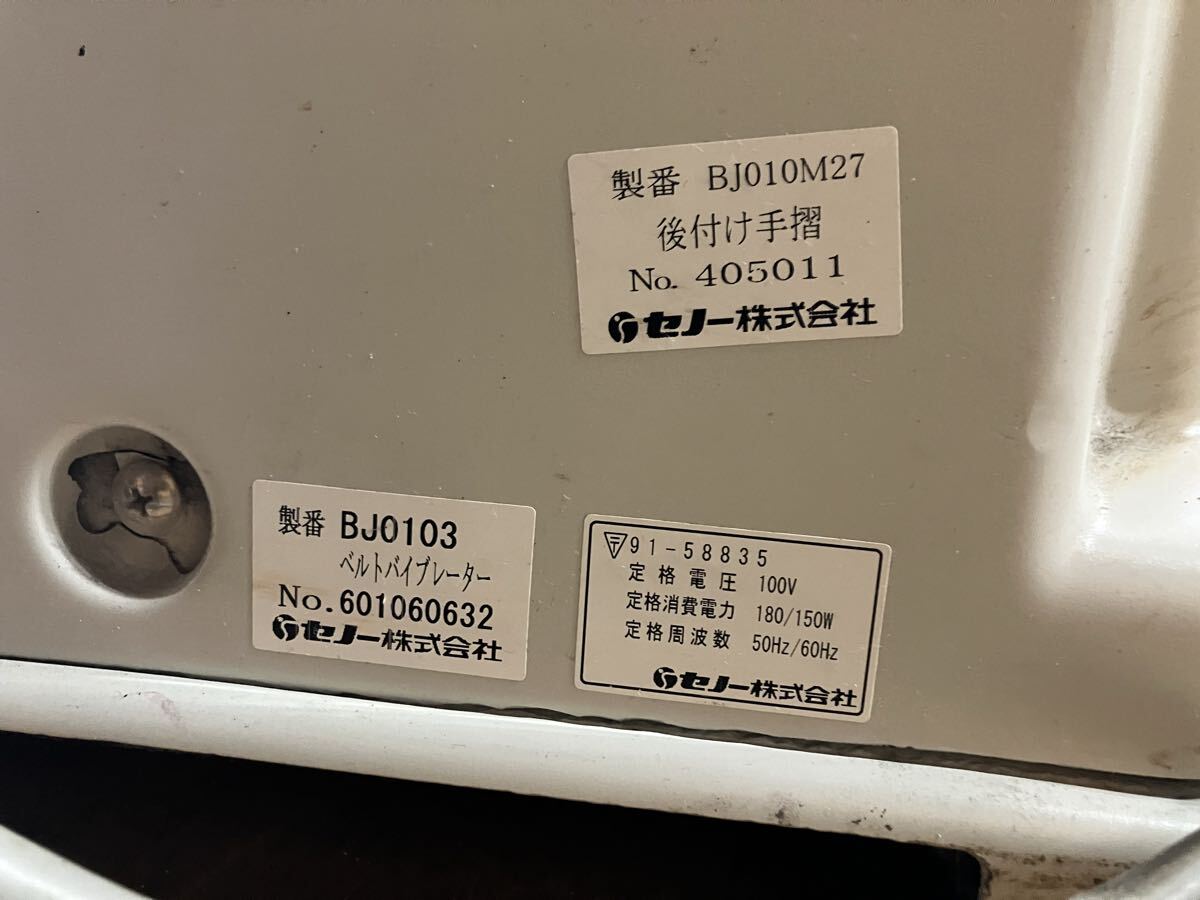 製番 BJ010M27
後付け手摺
No. 405011
セノー株式会社
製番 BJ0103
ベルトバイブレーター
No.601060632
セノー株式会社
〒91-58835
定格電圧 100V
定格消費電力 180/150W
定格周波数 50Hz/60Hz
セノー株式会社